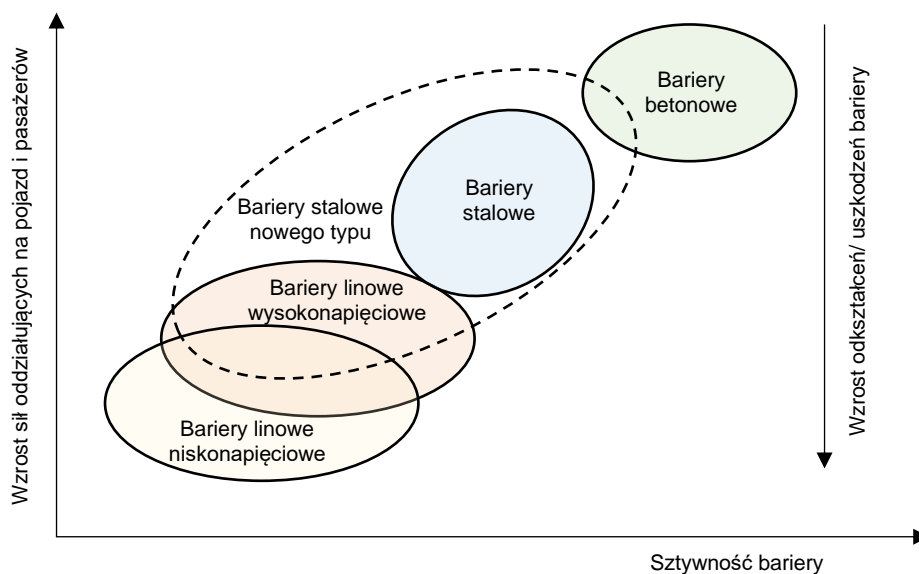 Wzrost sił oddziałujących na pojazd i pasażerów
Bariery
betonowe
Bariery
stalowe
Bariery stalowe
nowego typu
Bariery linowe
wysokonapięciowe
Bariery linowe
niskonapięciowe
Wzrost odkształceń/ uszkodzeń bariery
Sztywność bariery